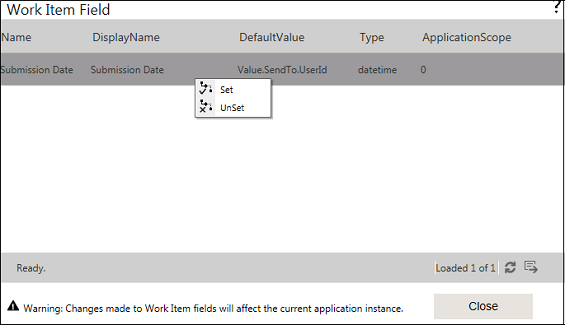 Work Item Field
?
Name DisplayName DefaultValue Type ApplicationScope
Submission Date Submission Date Value.SendTo.UserId datetime 0
Set
UnSet
Ready. Loaded 1 of 1
Warning: Changes made to Work Item fields will affect the current application instance. Close